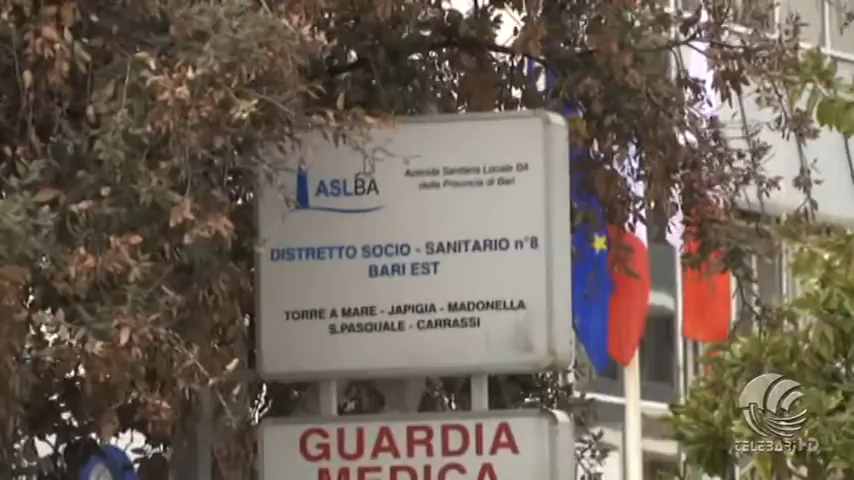 ASLBA
Azienda Sanitaria Locale BA
della Provincia di Bari
DISTRETTO SOCIO - SANITARIO n°8
BARI EST
TORRE A MARE - JAPIGIA - MADONELLA
S.PASQUALE - CARRASSI
GUARDIA
MEDICA
TELEBARI HD